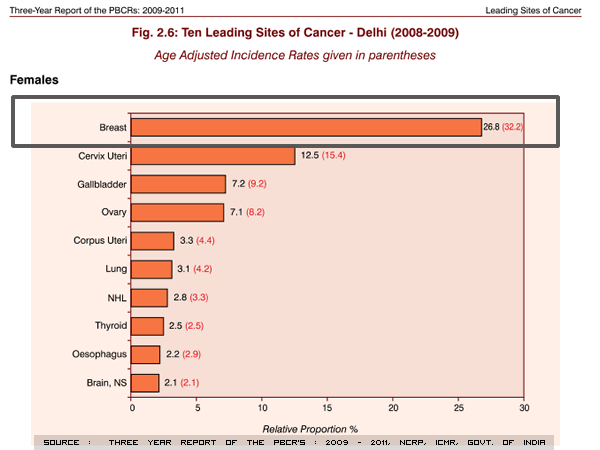 Three-Year Report of the PBCRs: 2009-2011 Leading Sites of Cancer
Fig. 2.6: Ten Leading Sites of Cancer - Delhi (2008-2009)
Age Adjusted Incidence Rates given in parentheses
Females
Breast 26.8 (32.2)
Cervix Uteri 12.5 (15.4)
Gallbladder 7.2 (9.2)
Ovary 7.1 (8.2)
Corpus Uteri 3.3 (4.4)
Lung 3.1 (4.2)
NHL 2.8 (3.3)
Thyroid 2.5 (2.5)
Oesophagus 2.2 (2.9)
Brain, NS 2.1 (2.1)
0 5 10 15 20 25 30
Relative Proportion %
SOURCE : THREE YEAR REPORT OF THE PBCR'S : 2009 - 2011, NCRP, ICMR, GOVT. OF INDIA